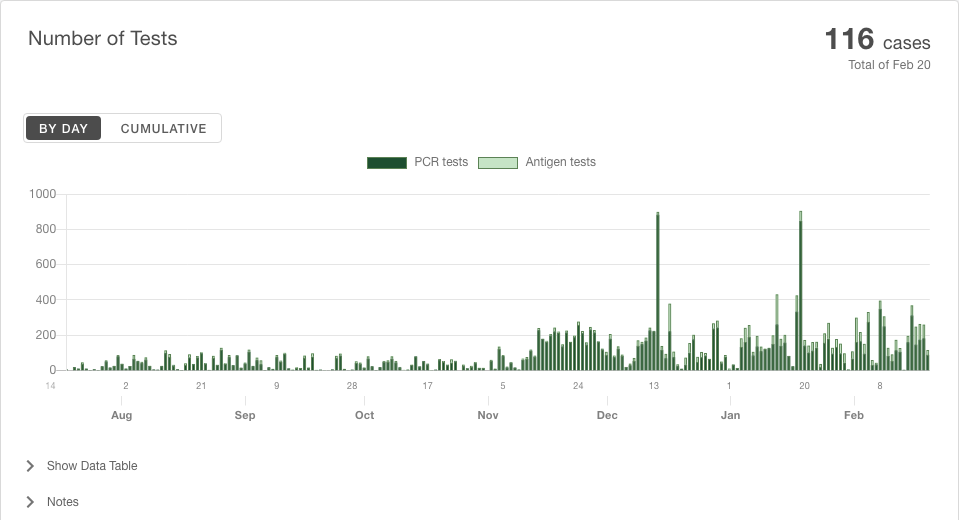 Number of Tests
116 cases
Total of Feb 20
BY DAY CUMULATIVE
PCR tests Antigen tests
1000
800
600
400
200
0
14 2 21 9 28 17 5 24 13 1 20 8
Aug Sep Oct Nov Dec Jan Feb
Show Data Table
Notes